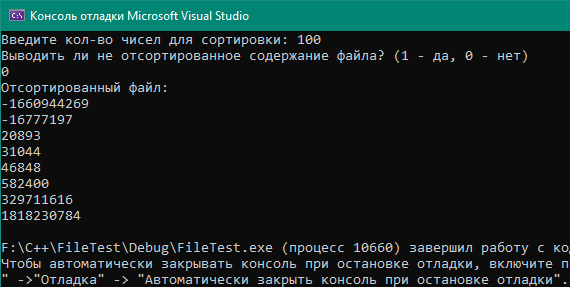 Консоль отладки Microsoft Visual Studio
Введите кол-во чисел для сортировки: 100
Выводить ли не отсортированное содержание файла? (1 - да, 0 - нет)
0
Отсортированный файл:
-1660944269
-16777197
20893
31044
46848
582400
329711616
1818230784
F:\C++\FileTest\Debug\FileTest.exe (процесс 10660) завершил работу с ко
Чтобы автоматически закрывать консоль при остановке отладки, включите п
" ->"Отладка" -> "Автоматически закрыть консоль при остановке отладки".